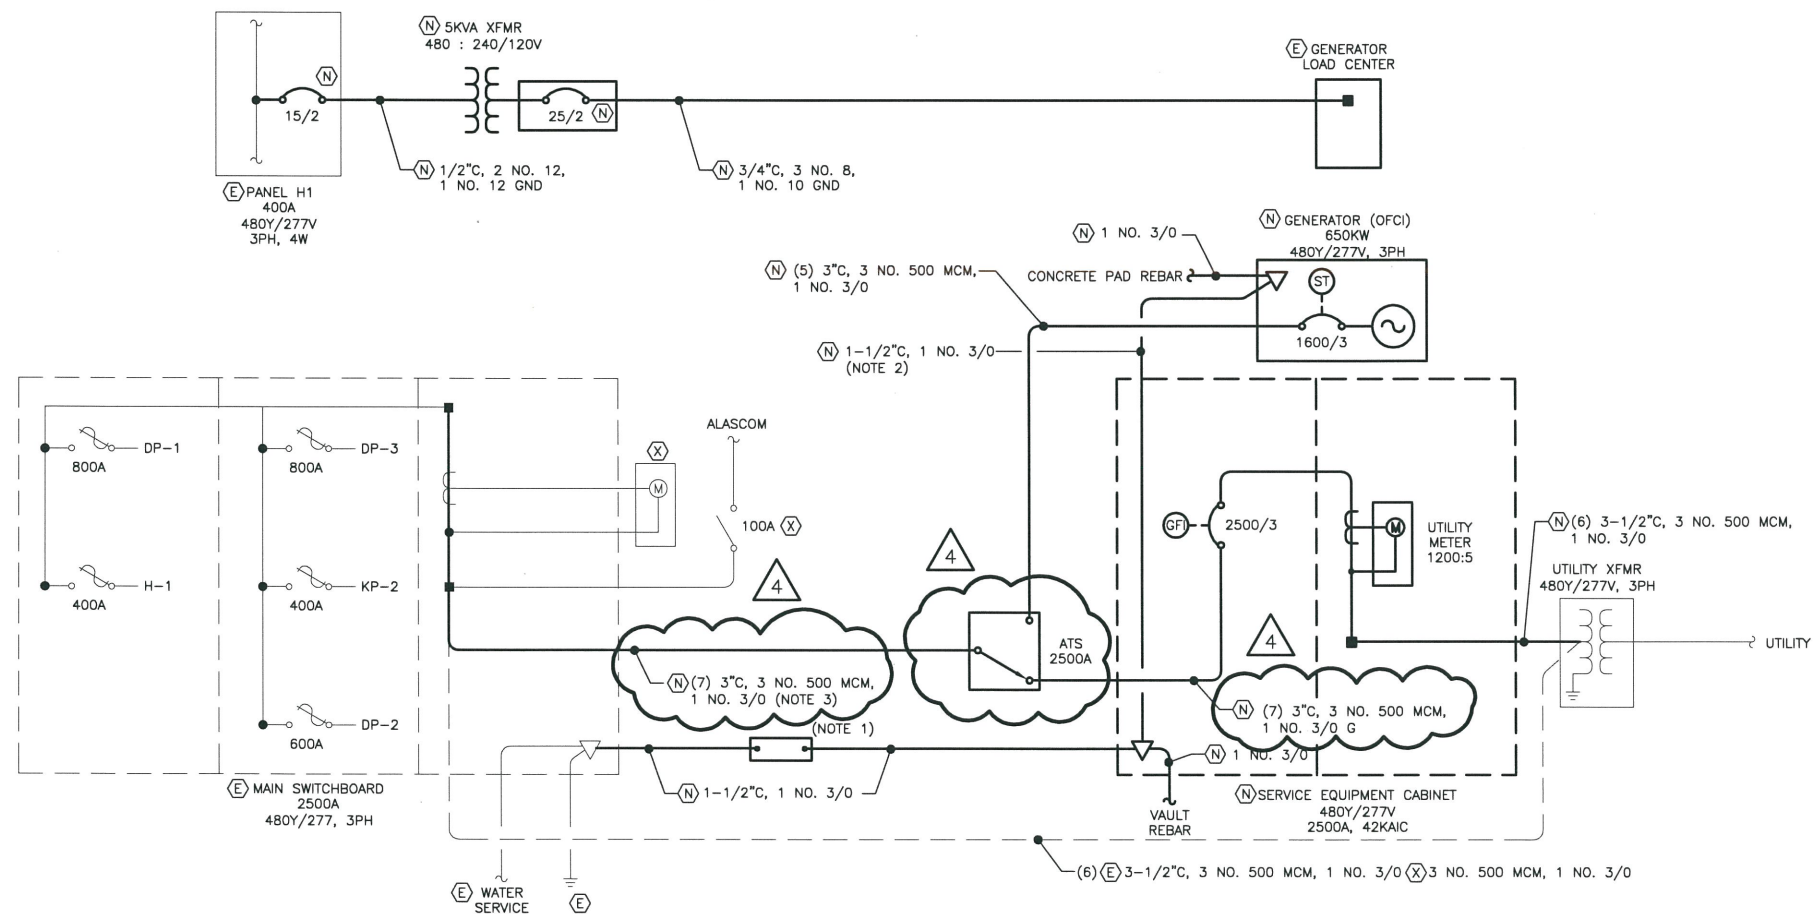 N 5KVA XFMR
480 : 240/120V
N
15/2
25/2 N
E GENERATOR
LOAD CENTER
N 1/2"C, 2 NO. 12,
1 NO. 12 GND
N 3/4"C, 3 NO. 8,
1 NO. 10 GND
E PANEL H1
400A
480Y/277V
3PH, 4W
N GENERATOR (OFCI)
650KW
480Y/277V, 3PH
N 1 NO. 3/0
N (5) 3"C, 3 NO. 500 MCM,
1 NO. 3/0
CONCRETE PAD REBAR
ST
1600/3
N 1-1/2"C, 1 NO. 3/0
(NOTE 2)
DP-1
800A
DP-3
800A
H-1
400A
KP-2
400A
DP-2
600A
X
M
ALASCOM
100A X
4
4
4
GFI
2500/3
M
UTILITY
METER
1200:5
N (6) 3-1/2"C, 3 NO. 500 MCM,
1 NO. 3/0
UTILITY XFMR
480Y/277V, 3PH
UTILITY
ATS
2500A
N (7) 3"C, 3 NO. 500 MCM,
1 NO. 3/0 (NOTE 3)
(NOTE 1)
N (7) 3"C, 3 NO. 500 MCM,
1 NO. 3/0 G
N 1 NO. 3/0
N 1-1/2"C, 1 NO. 3/0
E MAIN SWITCHBOARD
2500A
480Y/277, 3PH
VAULT
REBAR
N SERVICE EQUIPMENT CABINET
480Y/277V
2500A, 42KAIC
(6) E 3-1/2"C, 3 NO. 500 MCM, 1 NO. 3/0 X 3 NO. 500 MCM, 1 NO. 3/0
E WATER
SERVICE
E